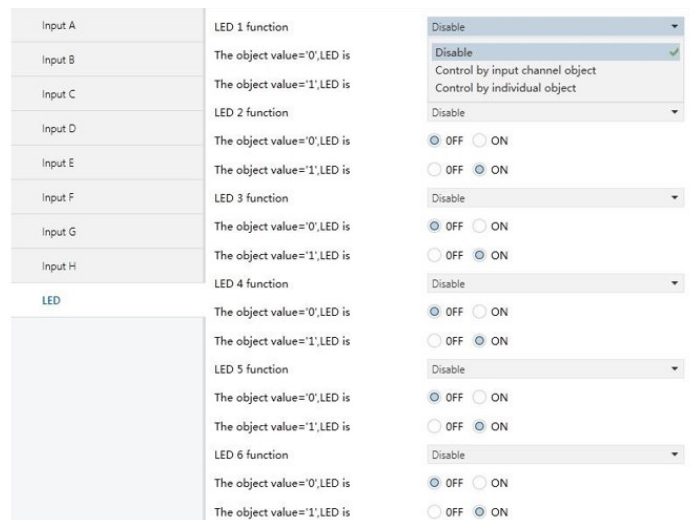 Input A
Input B
Input C
Input D
Input E
Input F
Input G
Input H
LED
LED 1 function Disable
The object value='0',LED is
The object value='1',LED is
Disable
Control by input channel object
Control by individual object
LED 2 function Disable
The object value='0',LED is OFF ON
The object value='1',LED is OFF ON
LED 3 function Disable
The object value='0',LED is OFF ON
The object value='1',LED is OFF ON
LED 4 function Disable
The object value='0',LED is OFF ON
The object value='1',LED is OFF ON
LED 5 function Disable
The object value='0',LED is OFF ON
The object value='1',LED is OFF ON
LED 6 function Disable
The object value='0',LED is OFF ON
The object value='1',LED is OFF ON